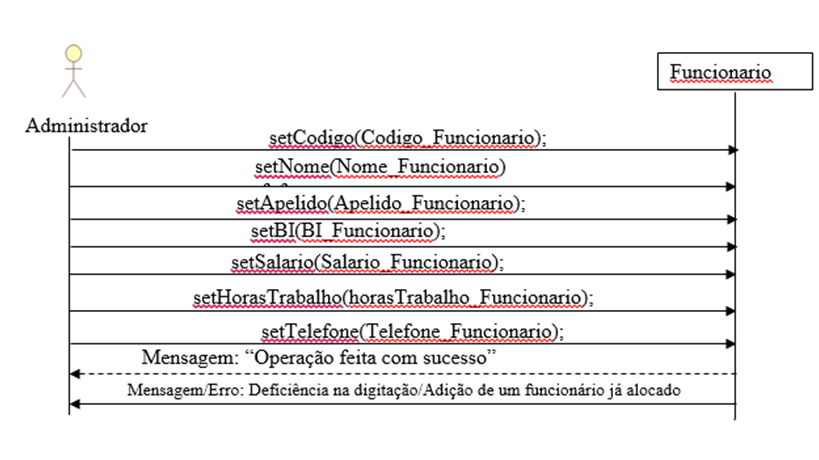 Funcionario
Administrador
setCodigo(Codigo_Funcionario);
setNome(Nome_Funcionario)
setApelido(Apelido_Funcionario);
setBI(BI_Funcionario);
setSalario(Salario_Funcionario);
setHorasTrabalho(horasTrabalho_Funcionario);
setTelefone(Telefone_Funcionario);
Mensagem: “Operação feita com sucesso”
Mensagem/Erro: Deficiência na digitação/Adição de um funcionário já alocado